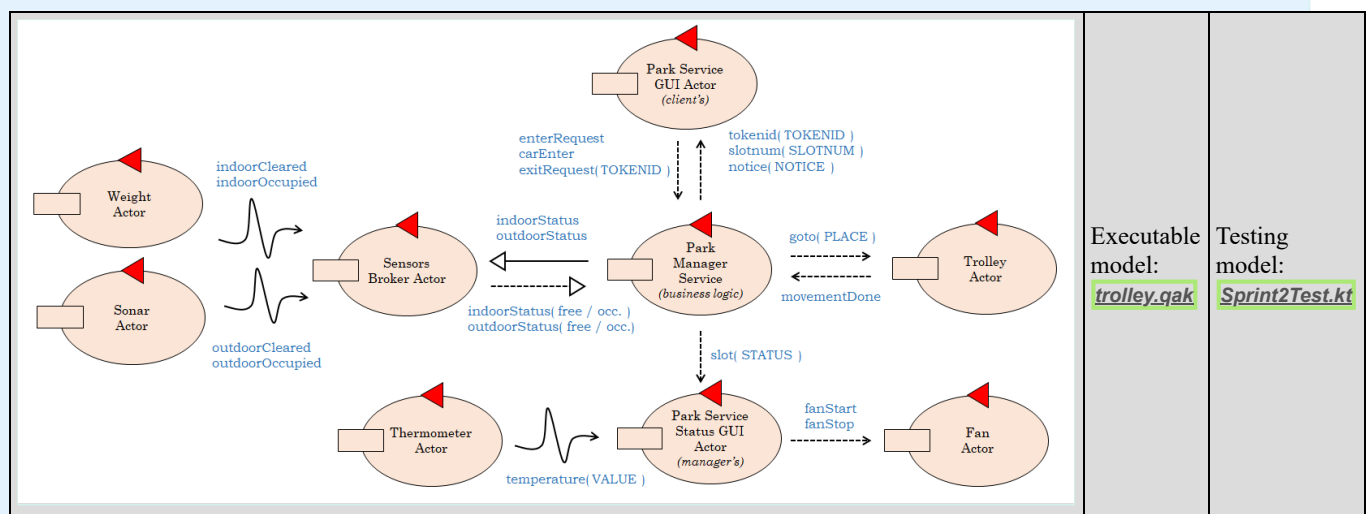 Park Service
GUI Actor
(client's)
enterRequest
carEnter
exitRequest( TOKENID )
tokenid( TOKENID )
slotnum( SLOTNUM )
notice( NOTICE )
indoorCleared
indoorOccupied
Weight
Actor
Sonar
Actor
outdoorCleared
outdoorOccupied
Sensors
Broker Actor
indoorStatus
outdoorStatus
indoorStatus( free / occ. )
outdoorStatus( free / occ.)
Park
Manager
Service
(business logic)
goto( PLACE )
movementDone
Trolley
Actor
slot( STATUS )
Thermometer
Actor
temperature( VALUE )
Park Service
Status GUI
Actor
(manager's)
fanStart
fanStop
Fan
Actor
Executable
model:
trolley.qak
Testing
model:
Sprint2Test.kt